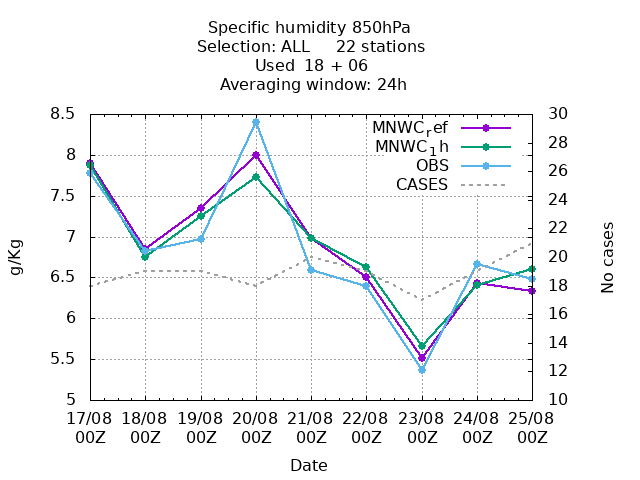 Specific humidity 850hPa
Selection: ALL 22 stations
Used 18 + 06
Averaging window: 24h
g/Kg
8.5
8
7.5
7
6.5
6
5.5
5
30
28
26
24
22
20
18
16
14
12
10
No cases
MNWCref
MNWC1h
OBS
CASES
17/08 18/08 19/08 20/08 21/08 22/08 23/08 24/08 25/08
00Z 00Z 00Z 00Z 00Z 00Z 00Z 00Z 00Z
Date